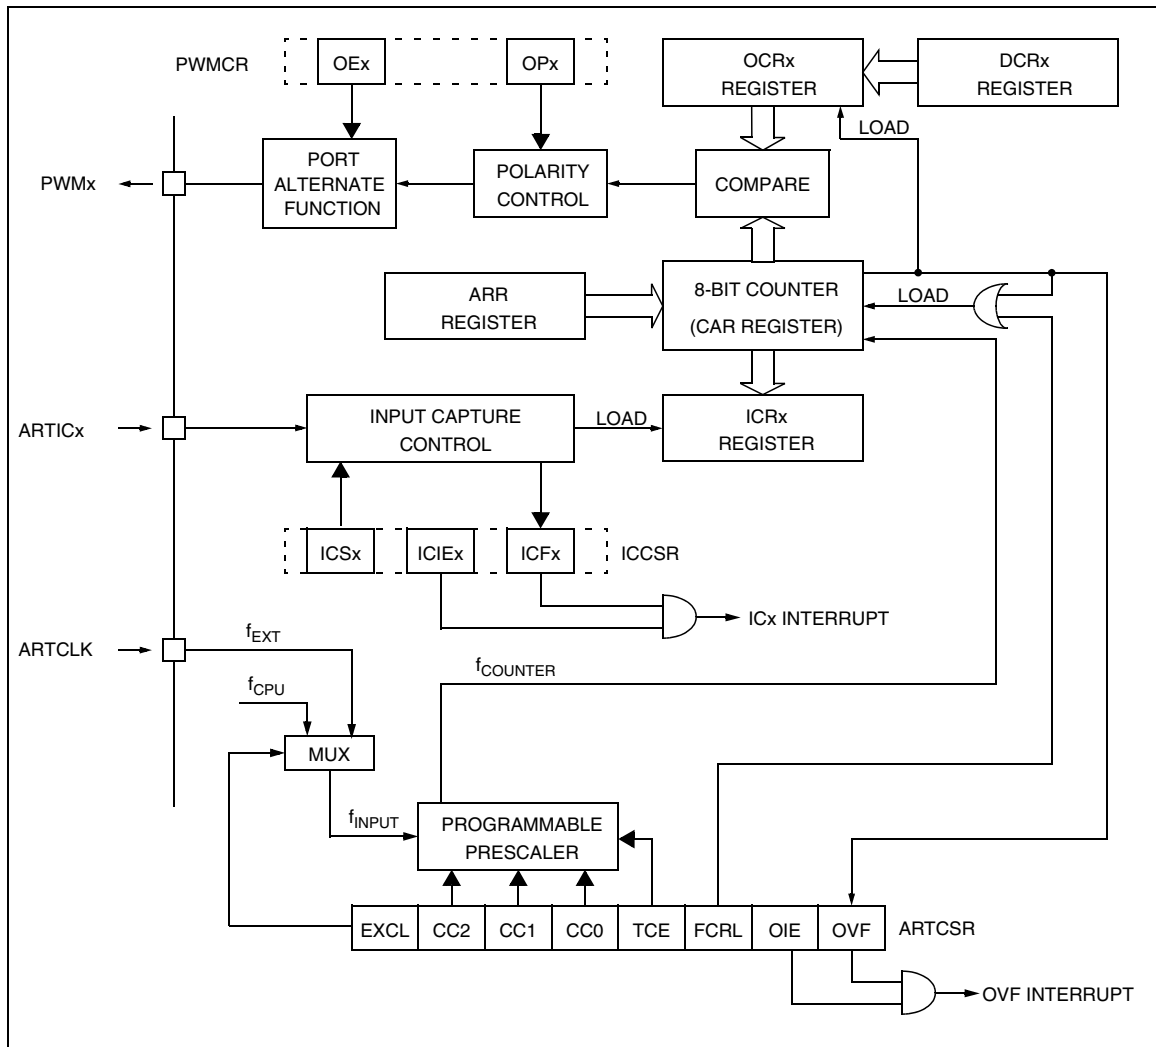 PWMCR
OEx
OPx
OCRx
REGISTER
DCRx
REGISTER
LOAD
PWMx
PORT
ALTERNATE
FUNCTION
POLARITY
CONTROL
COMPARE
ARR
REGISTER
8-BIT COUNTER
(CAR REGISTER)
LOAD
ARTICx
INPUT CAPTURE
CONTROL
LOAD
ICRx
REGISTER
ICSx
ICIEx
ICFx
ICCSR
ICx INTERRUPT
ARTCLK
fEXT
fCPU
fCOUNTER
MUX
fINPUT
PROGRAMMABLE
PRESCALER
EXCL
CC2
CC1
CC0
TCE
FCRL
OIE
OVF
ARTCSR
OVF INTERRUPT